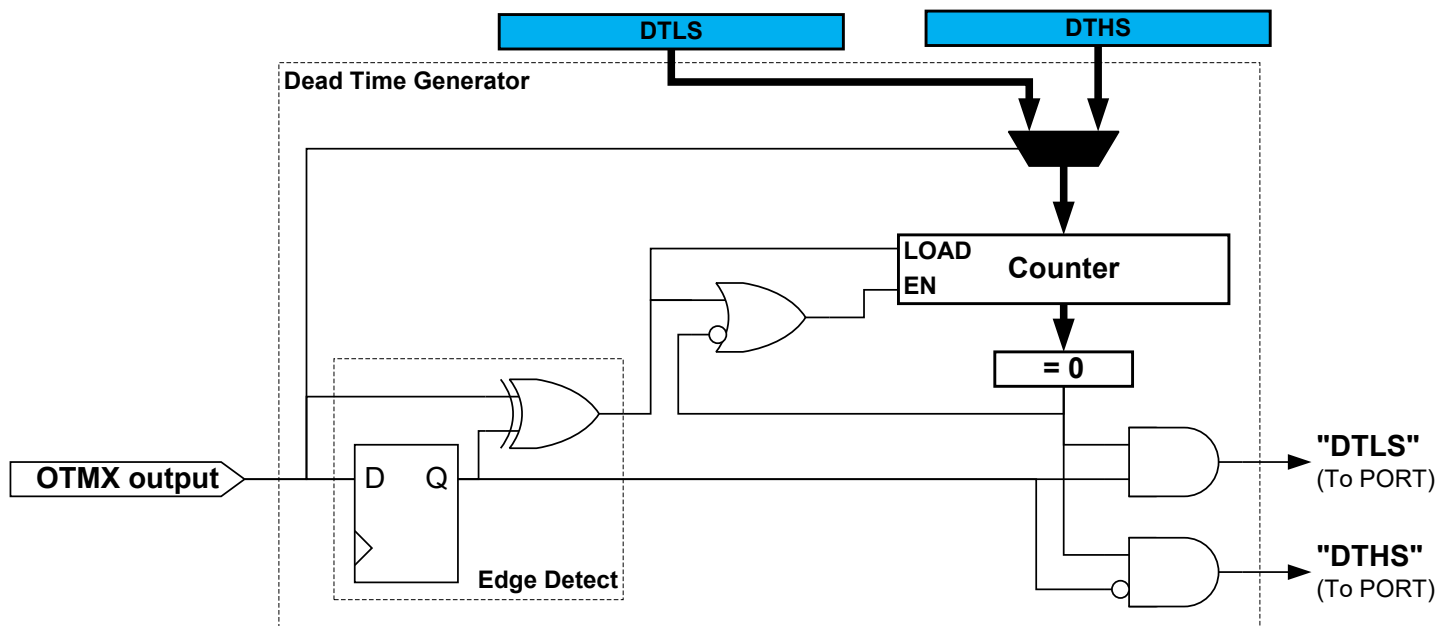 DTLS
DTHS
Dead Time Generator
LOAD
Counter
EN
= 0
OTMX output
D
Q
Edge Detect
"DTLS"
(To PORT)
"DTHS"
(To PORT)